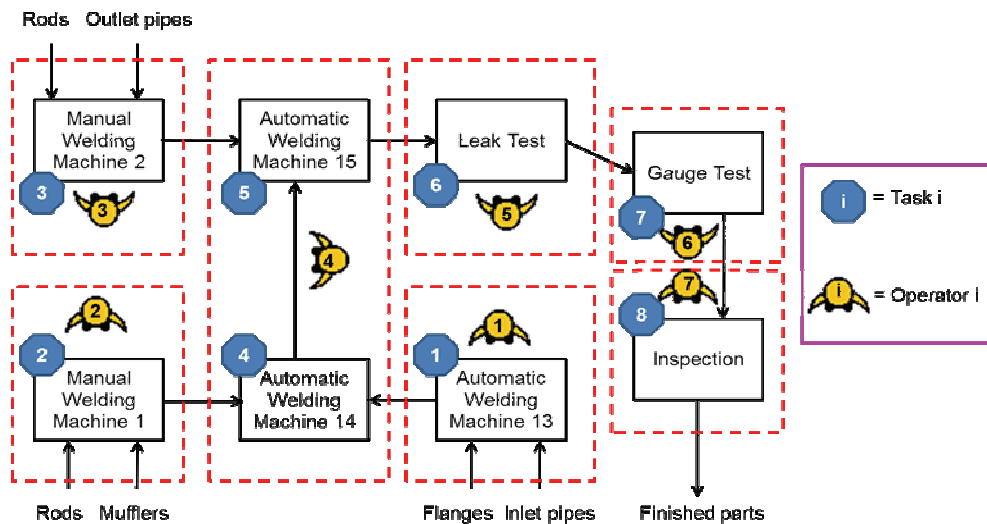 Rods Outlet pipes
Manual
Welding
Machine 2
3
3
Automatic
Welding
Machine 15
5
4
Leak Test
6
5
Gauge Test
7
6
i = Task i
i = Operator i
2
2
Manual
Welding
Machine 1
Rods Mufflers
4
Automatic
Welding
Machine 14
1
1
Automatic
Welding
Machine 13
Flanges Inlet pipes
7
8
Inspection
Finished parts